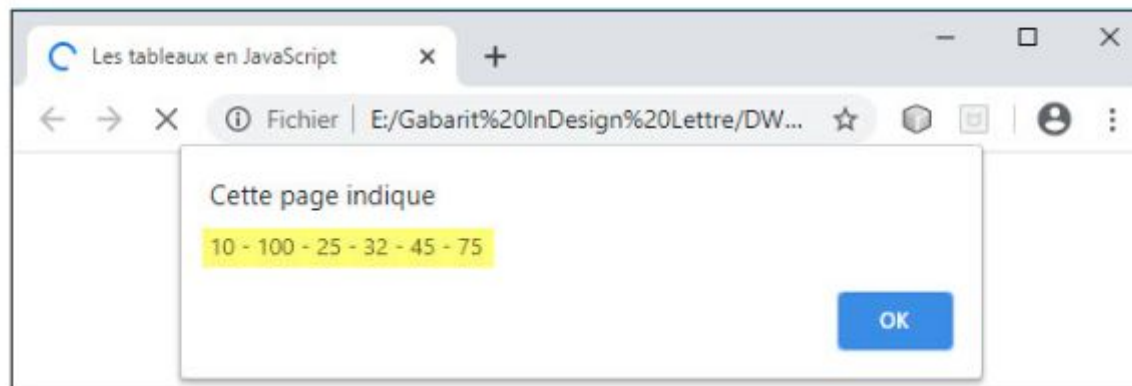 Les tableaux en JavaScript
Fichier | E:/Gabarit%20InDesign%20Lettre/DW...
Cette page indique
10 - 100 - 25 - 32 - 45 - 75
OK